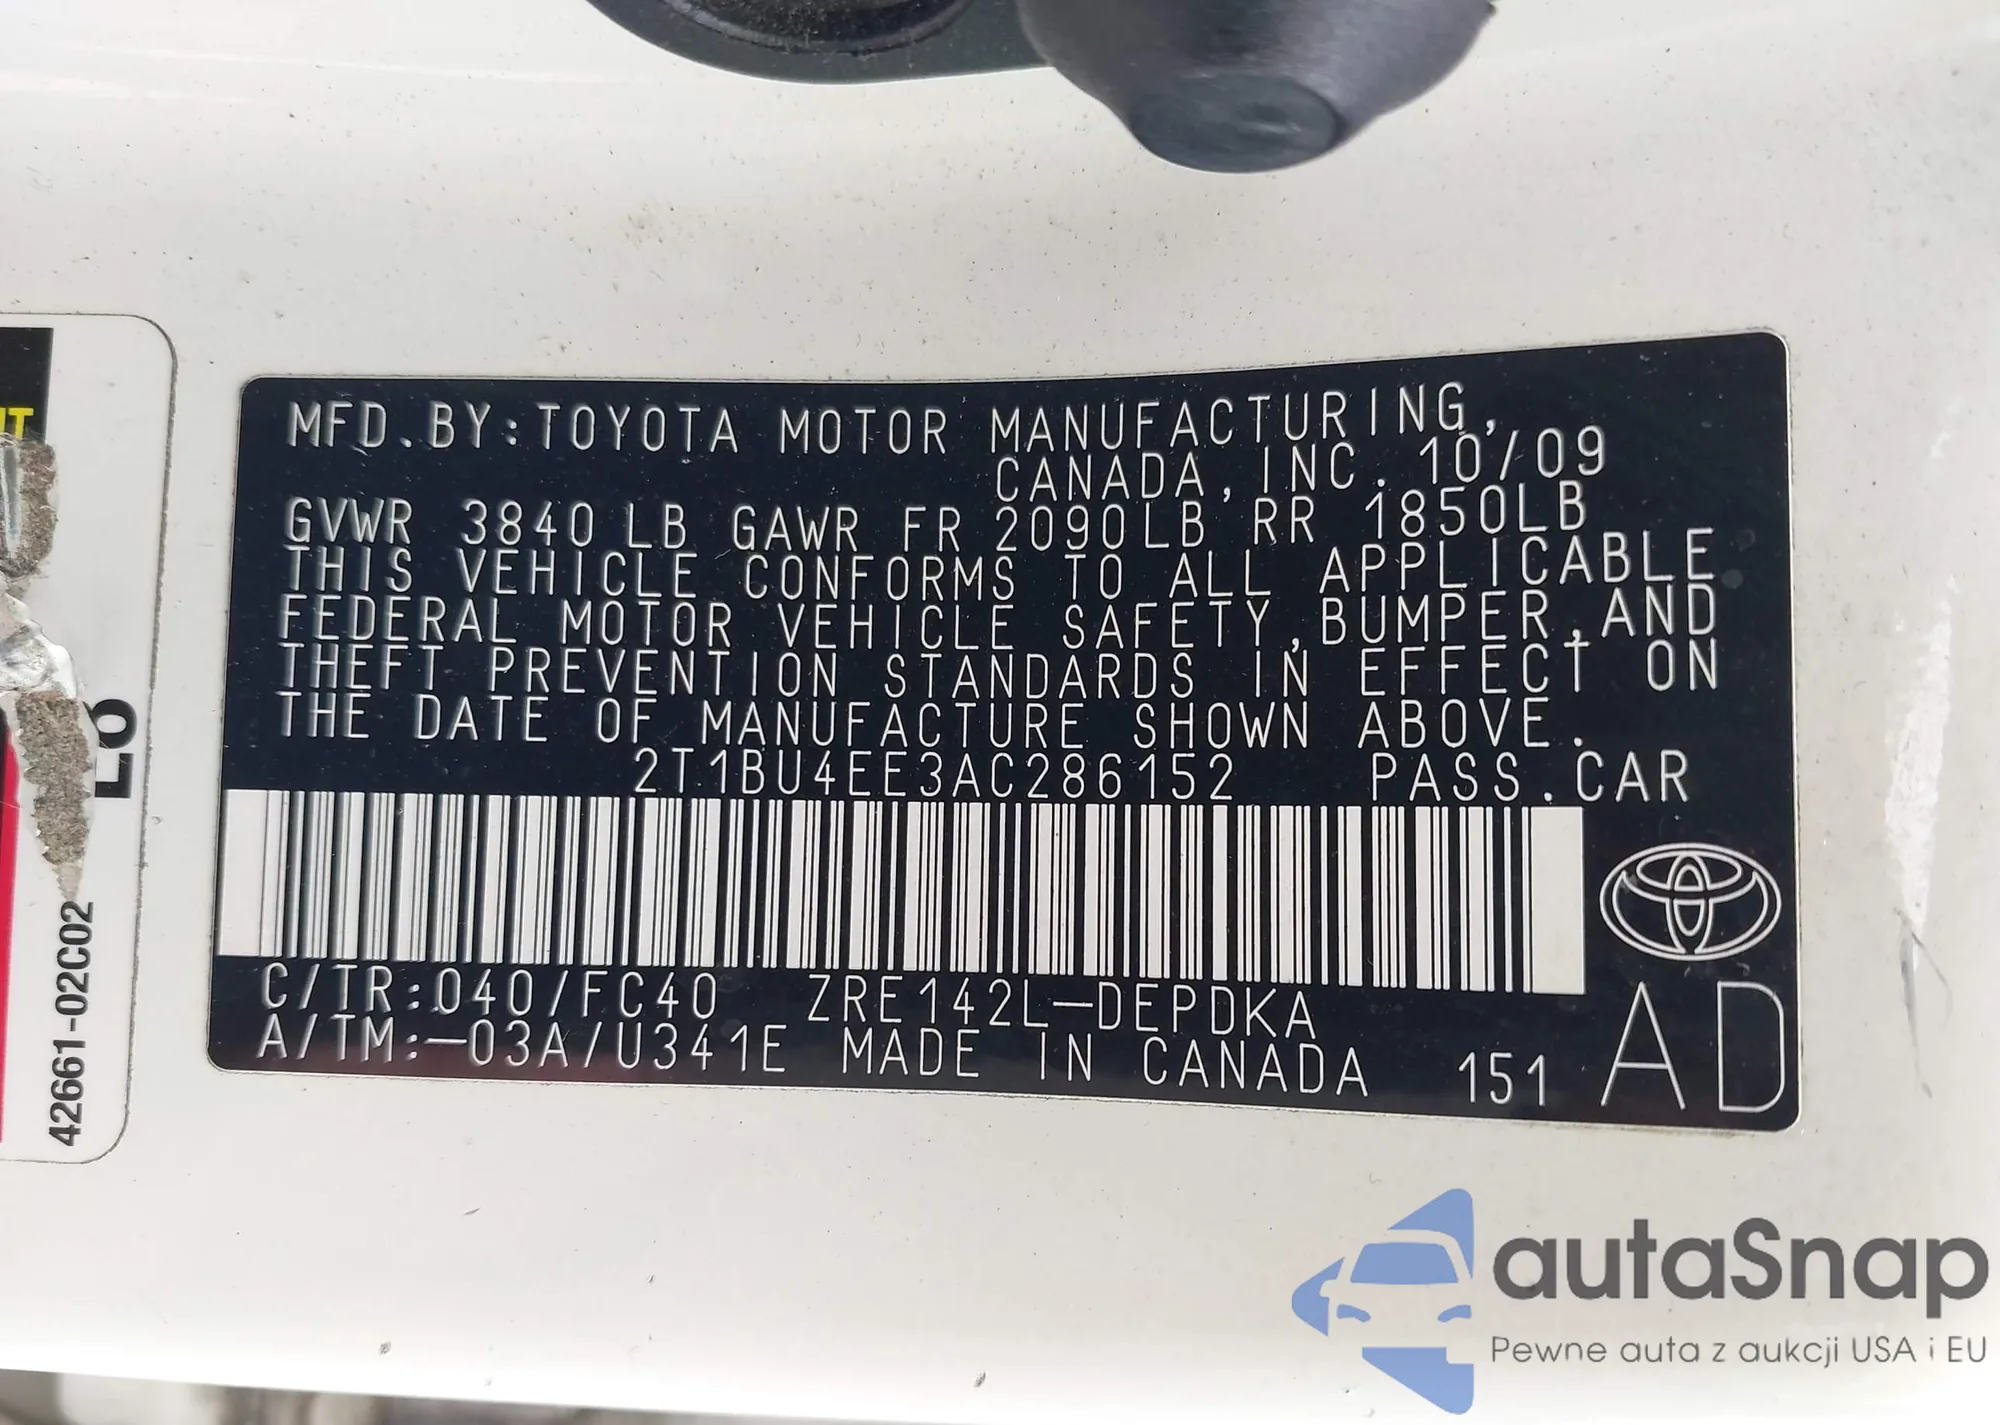 MFD.BY:TOYOTA MOTOR MANUFACTURING,
CANADA,INC. 10/09
GVWR 3840 LB GAWR FR 2090LB RR 1850LB
THIS VEHICLE CONFORMS TO ALL APPLICABLE
FEDERAL MOTOR VEHICLE SAFETY,BUMPER,AND
THEFT PREVENTION STANDARDS IN EFFECT ON
THE DATE OF MANUFACTURE SHOWN ABOVE.
2T1BU4EE3AC286152 PASS.CAR
C/TR:040/FC40 ZRE142L-DEPDKA
A/TM:-03A/U341E MADE IN CANADA 151
AD
42661-02C02
autaSnap
Pewne auta z aukcji USA i EU